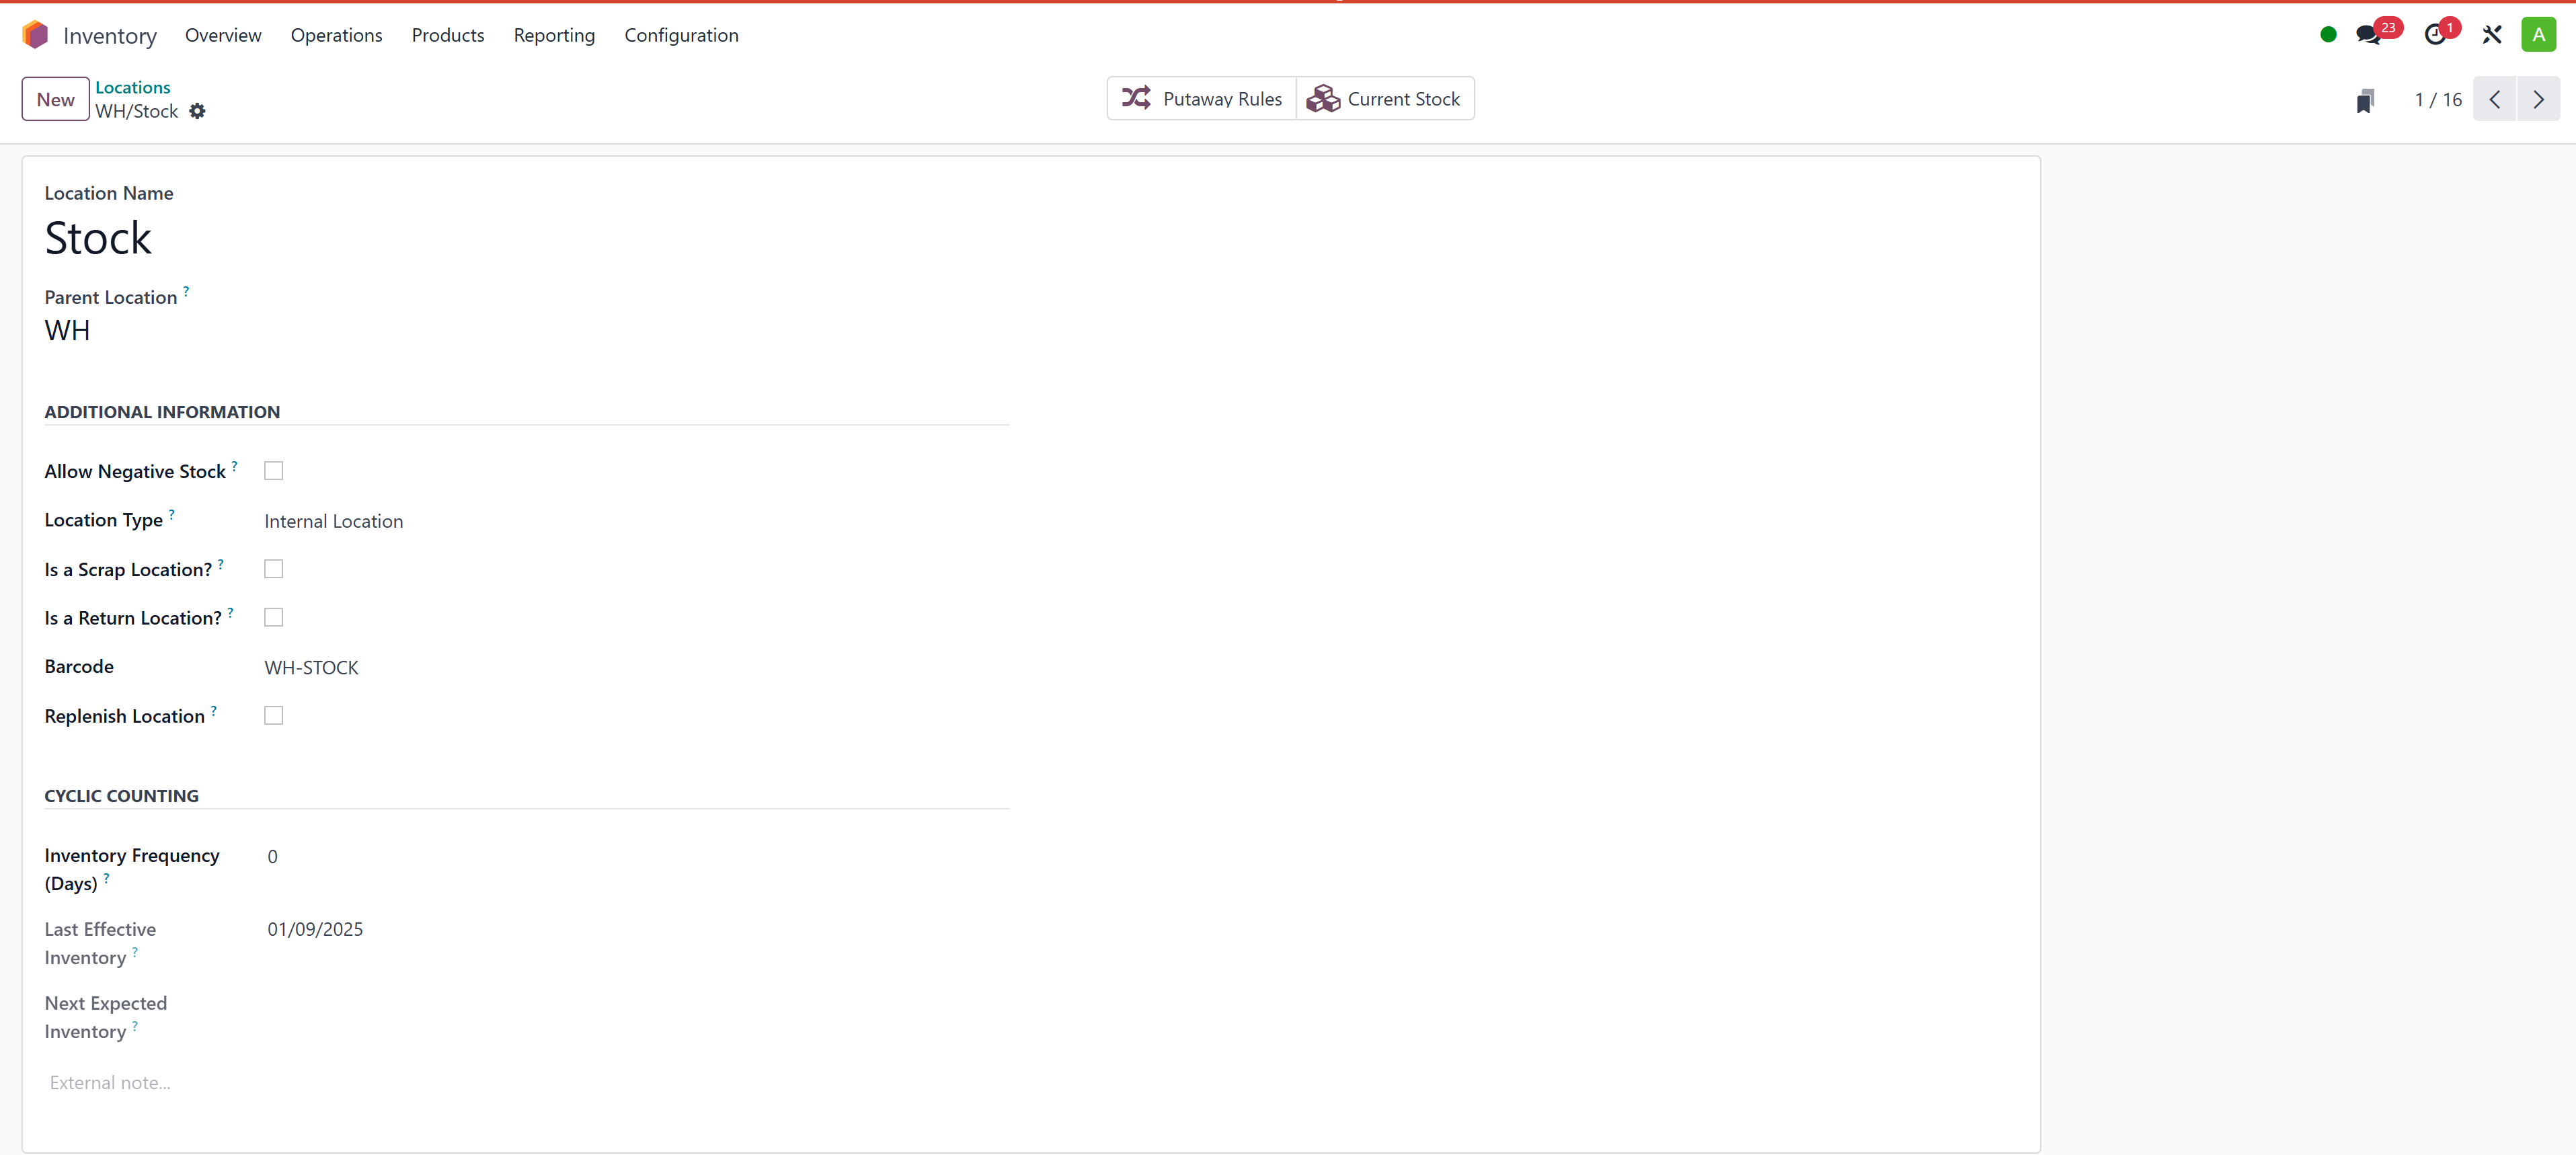 Inventory Overview Operations Products Reporting Configuration 23 1 A
New Locations
WH/Stock
Putaway Rules Current Stock 1 / 16
Location Name
Stock
Parent Location ?
WH
ADDITIONAL INFORMATION
Allow Negative Stock ?
Location Type ? Internal Location
Is a Scrap Location? ?
Is a Return Location? ?
Barcode WH-STOCK
Replenish Location ?
CYCLIC COUNTING
Inventory Frequency 0
(Days) ?
Last Effective 01/09/2025
Inventory ?
Next Expected
Inventory ?
External note...